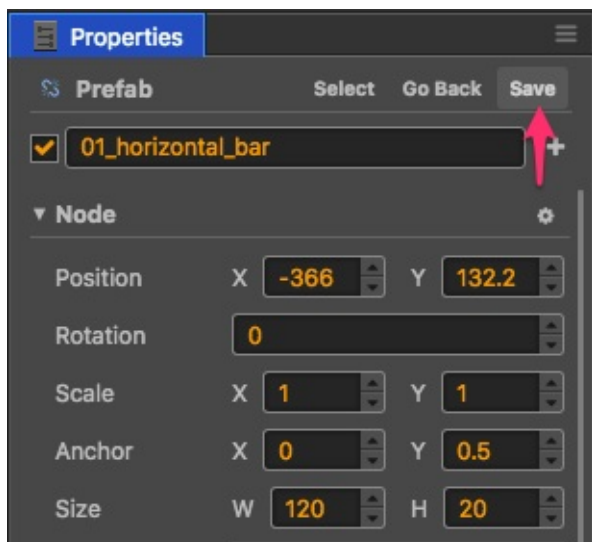 Properties
Prefab Select Go Back Save
01_horizontal_bar
Node
Position X -366 Y 132.2
Rotation 0
Scale X 1 Y 1
Anchor X 0 Y 0.5
Size W 120 H 20